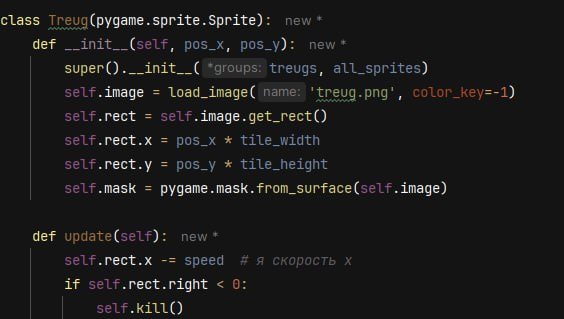 class Treug(pygame.sprite.Sprite): new *
def __init__(self, pos_x, pos_y): new *
super().__init__( *groups: treugs, all_sprites)
self.image = load_image( name: 'treug.png', color_key=-1)
self.rect = self.image.get_rect()
self.rect.x = pos_x * tile_width
self.rect.y = pos_y * tile_height
self.mask = pygame.mask.from_surface(self.image)
def update(self): new *
self.rect.x -= speed # я скорость x
if self.rect.right < 0:
self.kill()